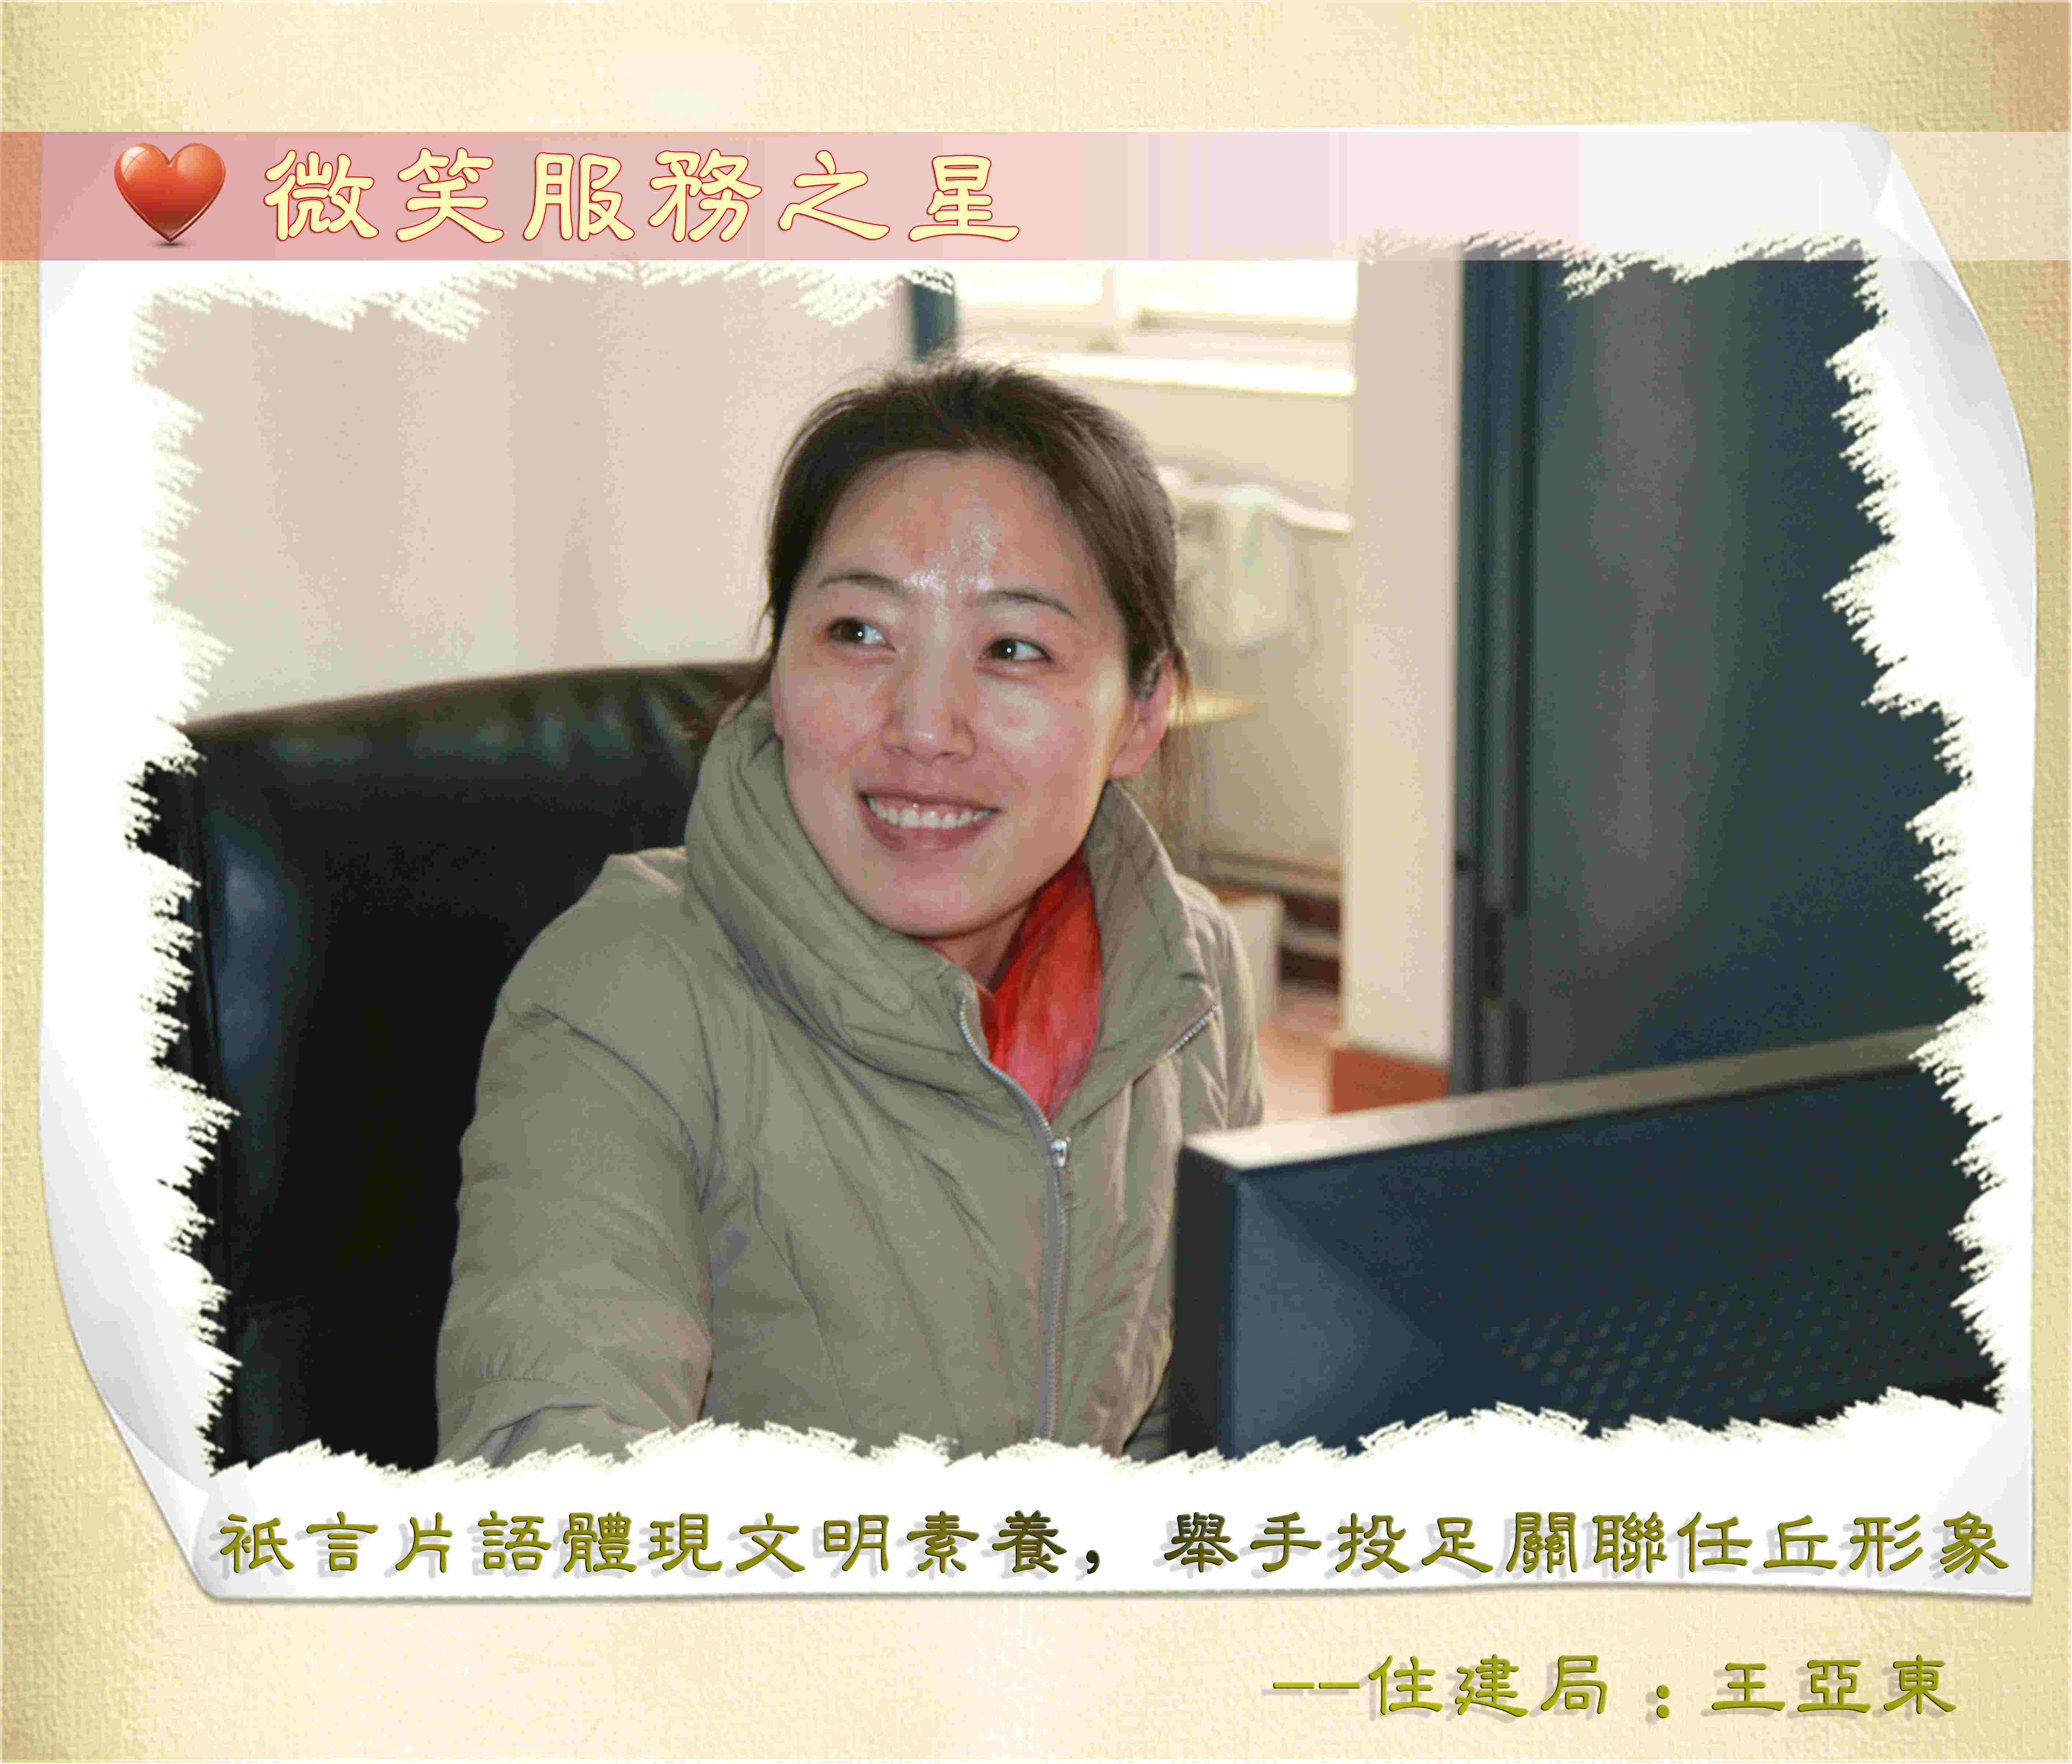 微笑服務之星
衹言片語體現文明素養，舉手投足關聯任丘形象
--住建局：王亞東